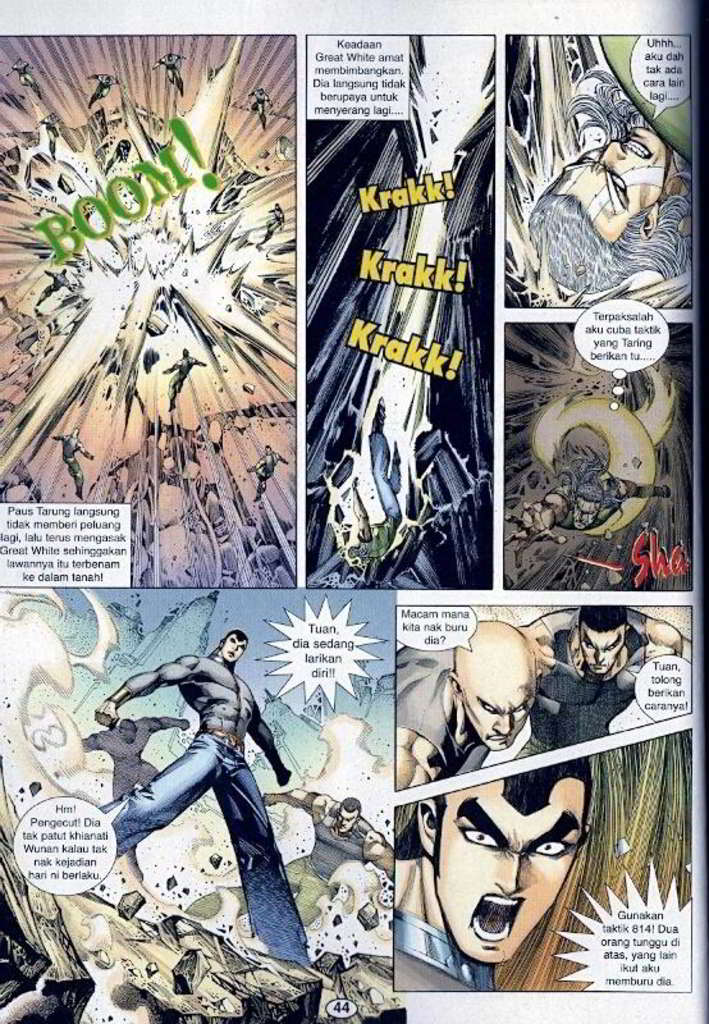 BOOM!
Paus Tarung langsung
tidak memberi peluang
lagi, lalu terus mengasak
Great White sehinggakan
lawannya itu terbenam
ke dalam tanah!
Keadaan
Great White amat
membimbangkan.
Dia langsung tidak
berupaya untuk
menyerang lagi....
Krakk!
Krakk!
Krakk!
Uhhh...
aku dah
tak ada
cara lain
lagi....
Terpaksalah
aku cuba taktik
yang Taring
berikan tu.....
Sha
Tuan,
dia sedang
larikan
diri!!
Hm!
Pengecut! Dia
tak patut khianati
Wunan kalau tak
nak kejadian
hari ni berlaku.
Macam mana
kita nak buru
dia?
Tuan,
tolong
berikan
caranya!
Gunakan
taktik 814! Dua
orang tunggu di
atas, yang lain
ikut aku
memburu dia.
44